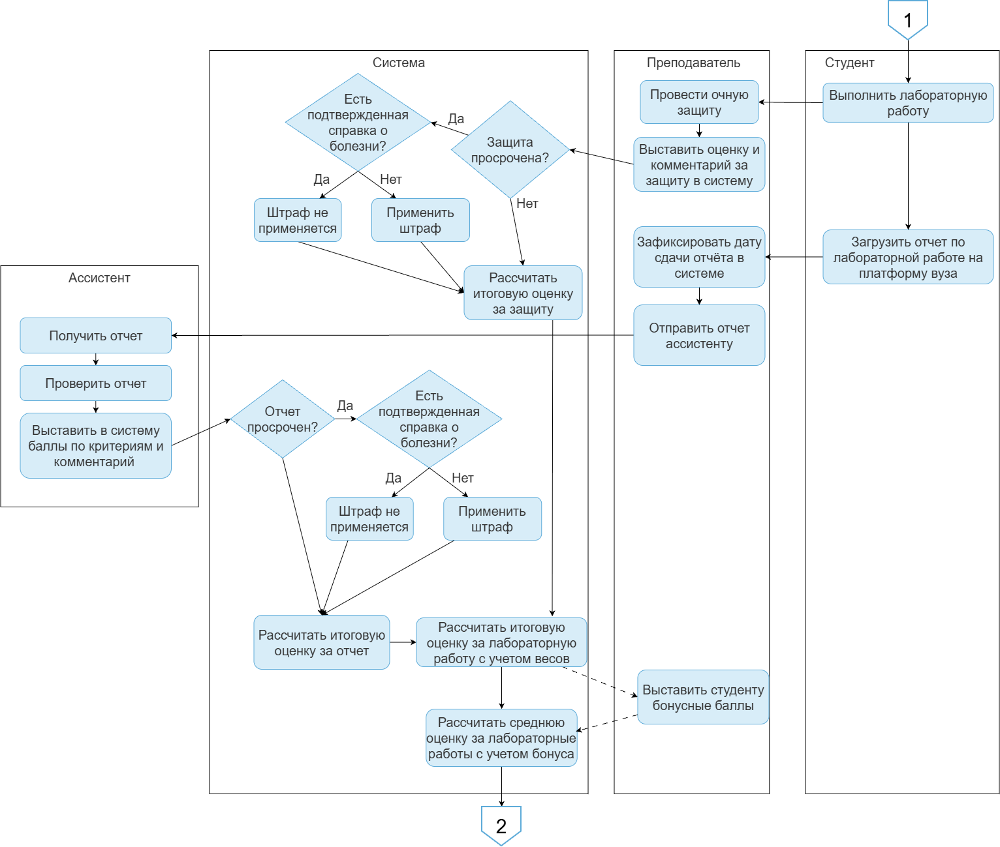 1
Система
Преподаватель
Студент
Есть
подтвержденная
справка о
болезни?
Да
Защита
просрочена?
Провести очную
защиту
Выполнить лабораторную
работу
Выставить оценку и
комментарий за
защиту в систему
Да
Нет
Нет
Штраф не
применяется
Применить
штраф
Зафиксировать дату
сдачи отчёта в
системе
Загрузить отчет по
лабораторной работе на
платформу вуза
Ассистент
Рассчитать
итоговую оценку
за защиту
Получить отчет
Отправить отчет
ассистенту
Проверить отчет
Выставить в систему
баллы по критериям и
комментарий
Отчет
просрочен?
Да
Есть
подтвержденная
справка о
болезни?
Да
Нет
Штраф не
применяется
Применить
штраф
Рассчитать итоговую
оценку за отчет
Рассчитать итоговую
оценку за лабораторную
работу с учетом весов
Выставить студенту
бонусные баллы
Рассчитать среднюю
оценку за лабораторные
работы с учетом бонуса
2